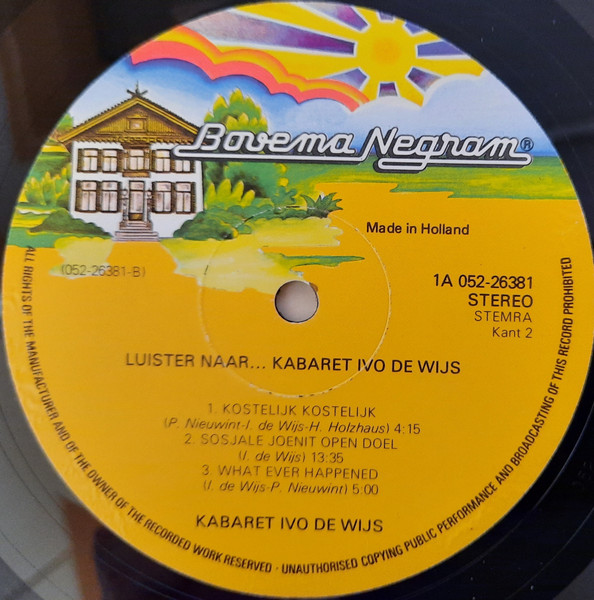 Bovema Negram®
Made in Holland
(052-26381-B)
1A 052-26381
STEREO
STEMRA
Kant 2
LUISTER NAAR... KABARET IVO DE WIJS
1. KOSTELIJK KOSTELIJK
(P. Nieuwint-I. de Wijs-H. Holzhaus) 4:15
2. SOSJALE JOENIT OPEN DOEL
(I. de Wijs) 13:35
3. WHAT EVER HAPPENED
(I. de Wijs-P. Nieuwint) 5:00
KABARET IVO DE WIJS
ALL RIGHTS OF THE MANUFACTURER AND OF THE OWNER OF THE RECORDED WORK RESERVED - UNAUTHORISED COPYING PUBLIC PERFORMANCE AND BROADCASTING OF THIS RECORD PROHIBITED